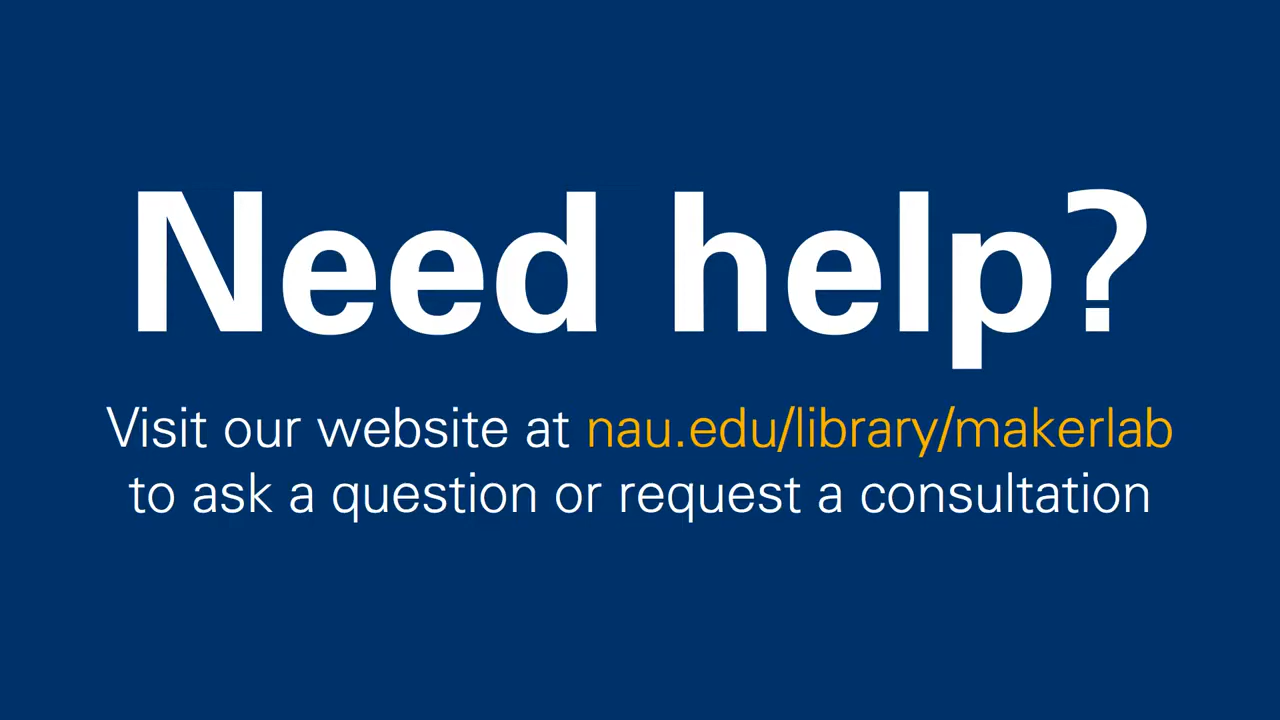 Need help?
Visit our website at nau.edu/library/makerlab
to ask a question or request a consultation